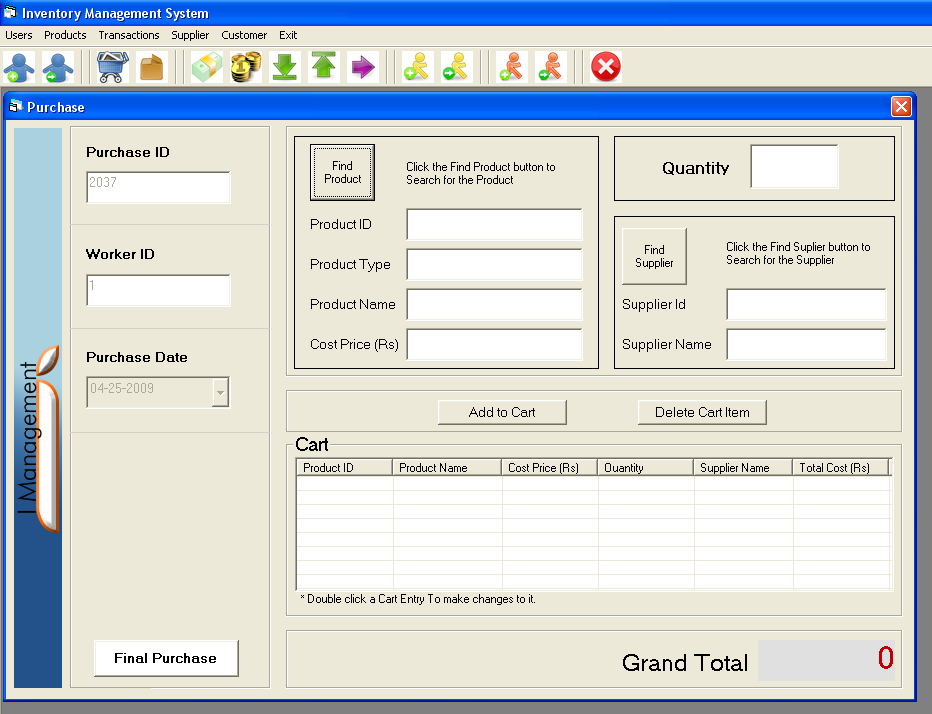 Inventory Management System
Users Products Transactions Supplier Customer Exit
Purchase
Purchase ID
2037
Worker ID
1
Purchase Date
04-25-2009
I Management
Final Purchase
Find
Product
Click the Find Product button to
Search for the Product
Product ID
Product Type
Product Name
Cost Price (Rs)
Quantity
Find
Supplier
Click the Find Suplier button to
Search for the Supplier
Supplier Id
Supplier Name
Add to Cart
Delete Cart Item
Cart
Product ID Product Name Cost Price (Rs) Quantity Supplier Name Total Cost (Rs)
* Double click a Cart Entry To make changes to it.
Grand Total 0